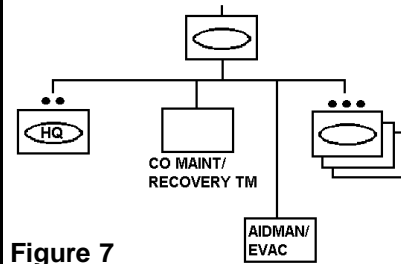 HQ
CO MAINT/
RECOVERY TM
AIDMAN/
EVAC
Figure 7